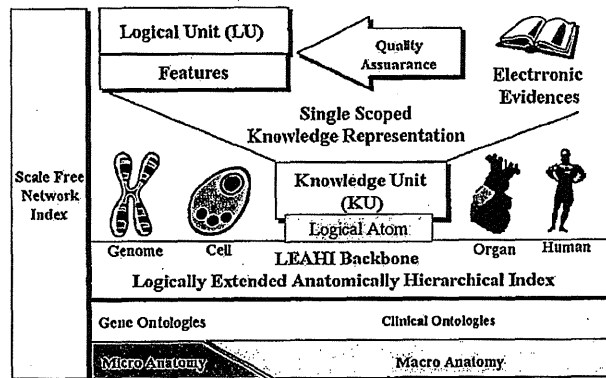 Logical Unit (LU)
Features
Quality
Assuarance
Electrronic
Evidences
Single Scoped
Knowledge Representation
Scale Free
Network
Index
Knowledge Unit
(KU)
Logical Atom
Genome
Cell
Organ
Human
LEAHI Backbone
Logically Extended Anatomically Hierarchical Index
Gene Ontologies
Clinical Ontologies
Micro Anatomy
Macro Anatomy